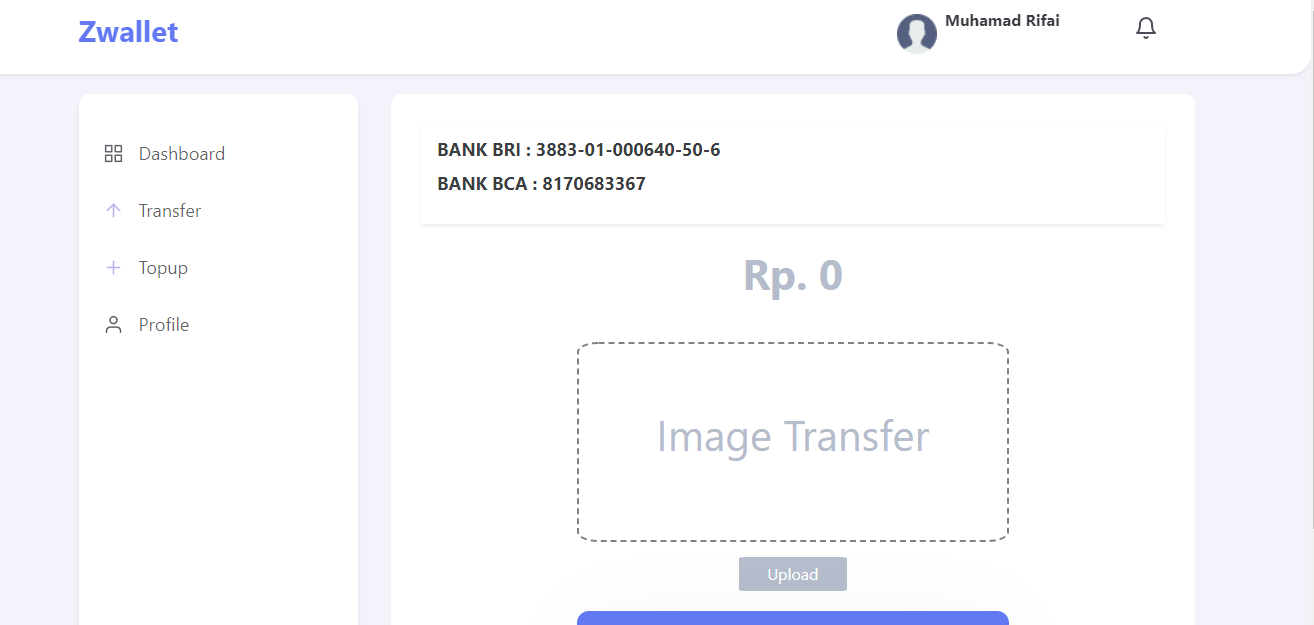 Zwallet
Muhamad Rifai
Dashboard
Transfer
Topup
Profile
BANK BRI : 3883-01-000640-50-6
BANK BCA : 8170683367
Rp. 0
Image Transfer
Upload